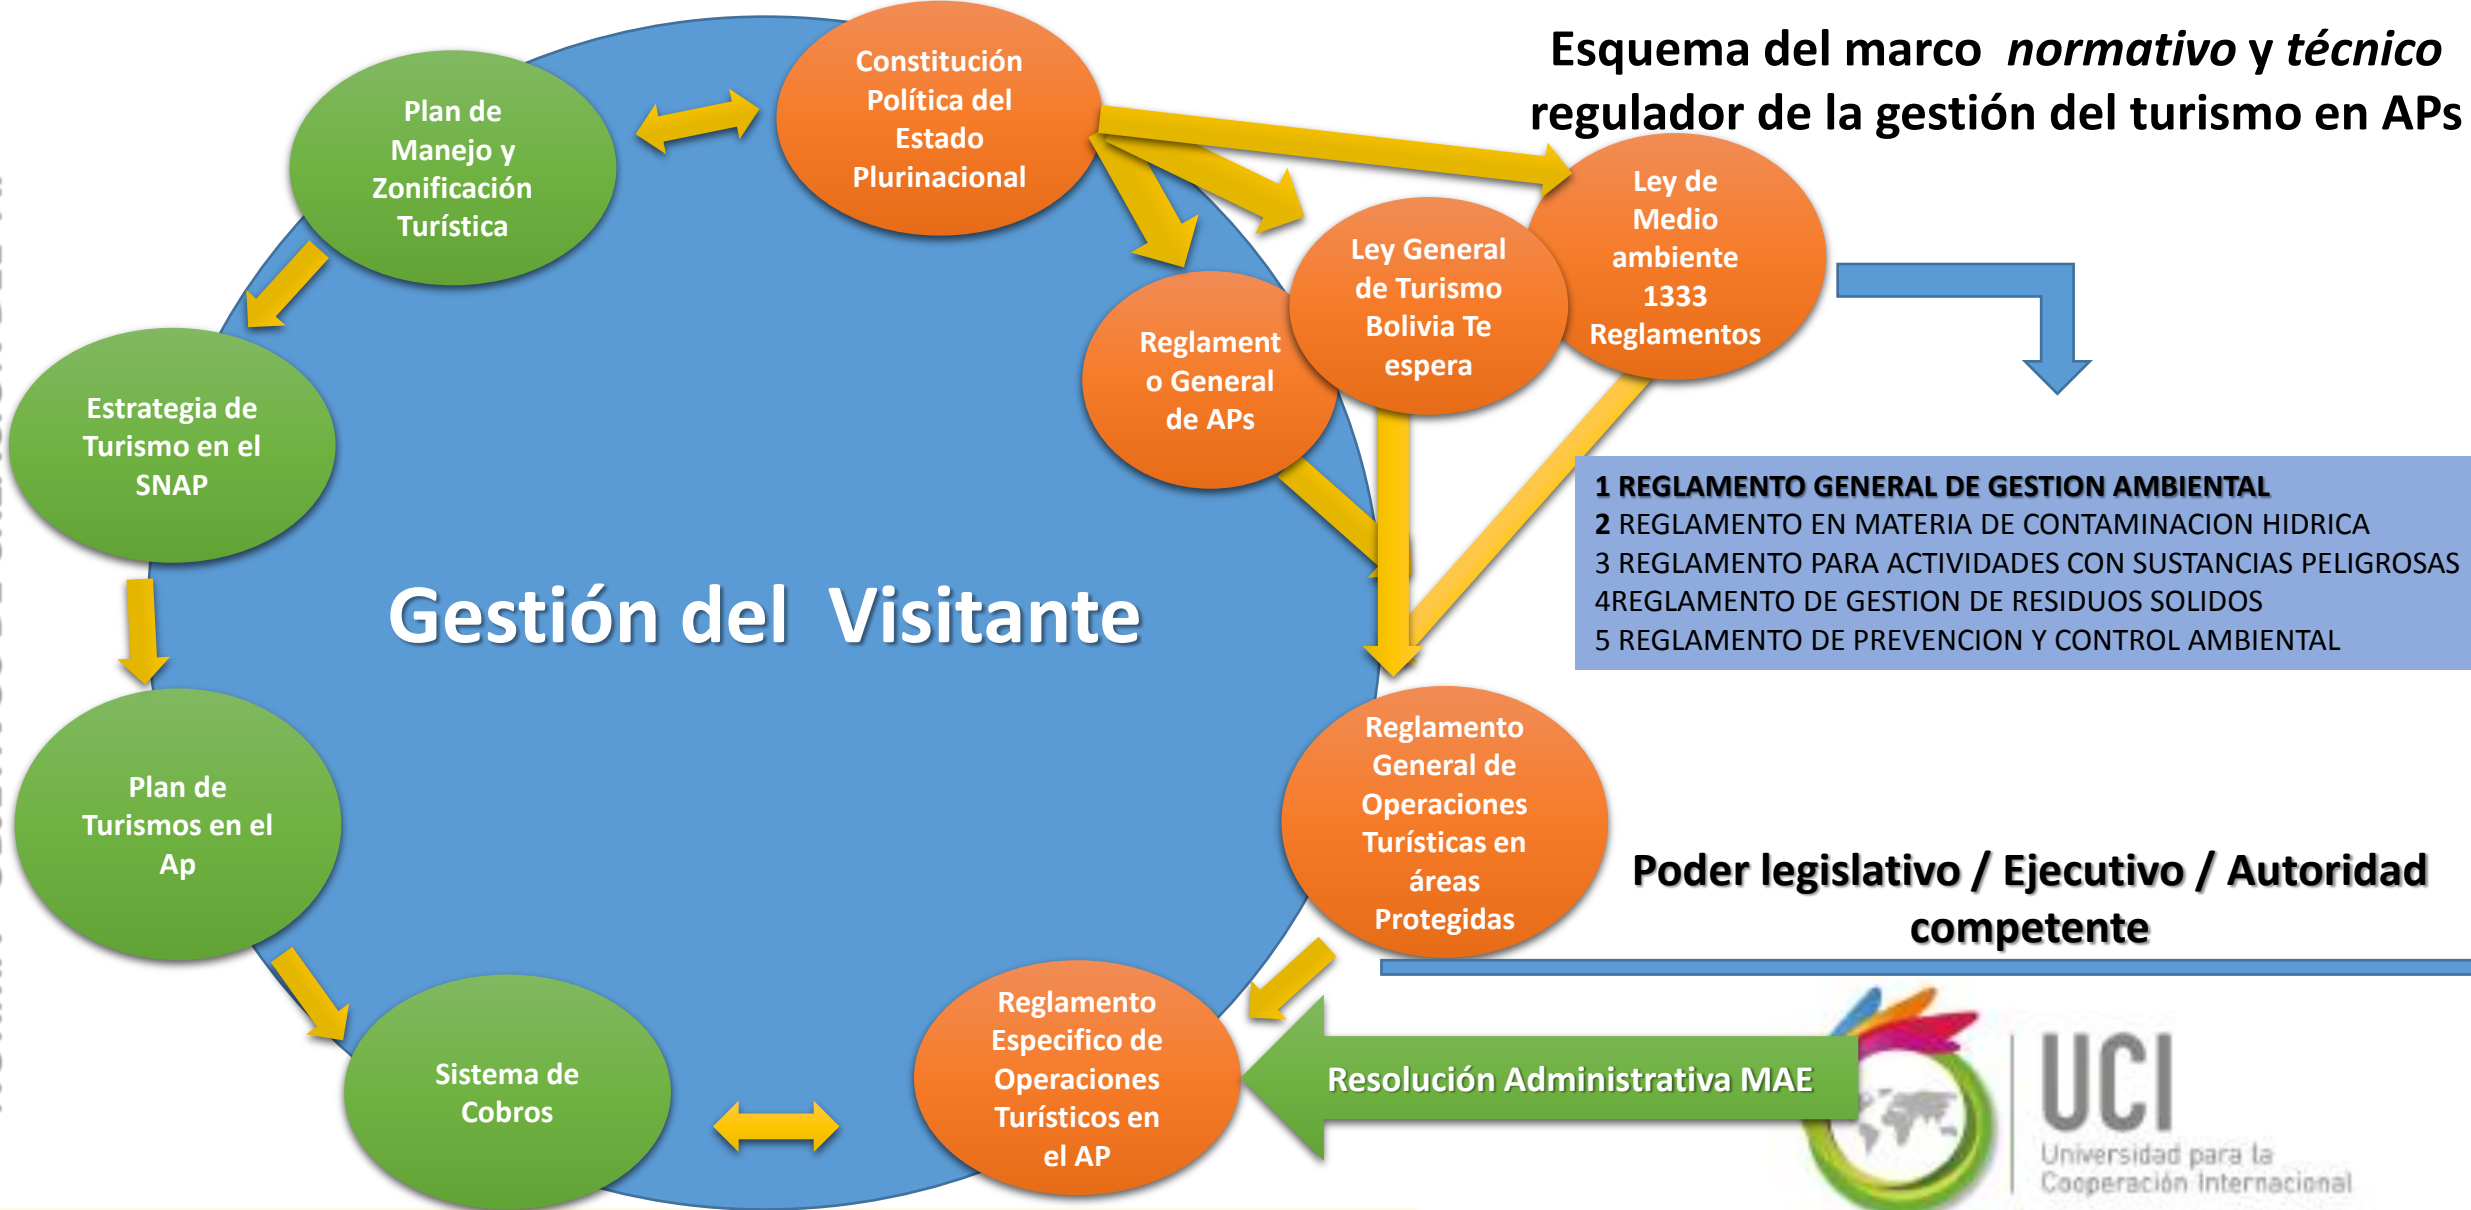 Esquema del marco normativo y técnico
regulador de la gestión del turismo en APs
Constitución
Política del
Estado
Plurinacional
Plan de
Manejo y
Zonificación
Turística
Ley de
Medio
ambiente
1333
Reglamentos
Ley General
de Turismo
Bolivia Te
espera
Reglament
o General
de APs
Estrategia de
Turismo en el
SNAP
1 REGLAMENTO GENERAL DE GESTION AMBIENTAL
2 REGLAMENTO EN MATERIA DE CONTAMINACION HIDRICA
3 REGLAMENTO PARA ACTIVIDADES CON SUSTANCIAS PELIGROSAS
4REGLAMENTO DE GESTION DE RESIDUOS SOLIDOS
5 REGLAMENTO DE PREVENCION Y CONTROL AMBIENTAL
Gestión del Visitante
Plan de
Turismos en el
Ap
Reglamento
General de
Operaciones
Turísticas en
áreas
Protegidas
Poder legislativo / Ejecutivo / Autoridad
competente
Sistema de
Cobros
Reglamento
Especifico de
Operaciones
Turísticos en
el AP
Resolución Administrativa MAE
UCI
Universidad para la
Cooperación Internacional